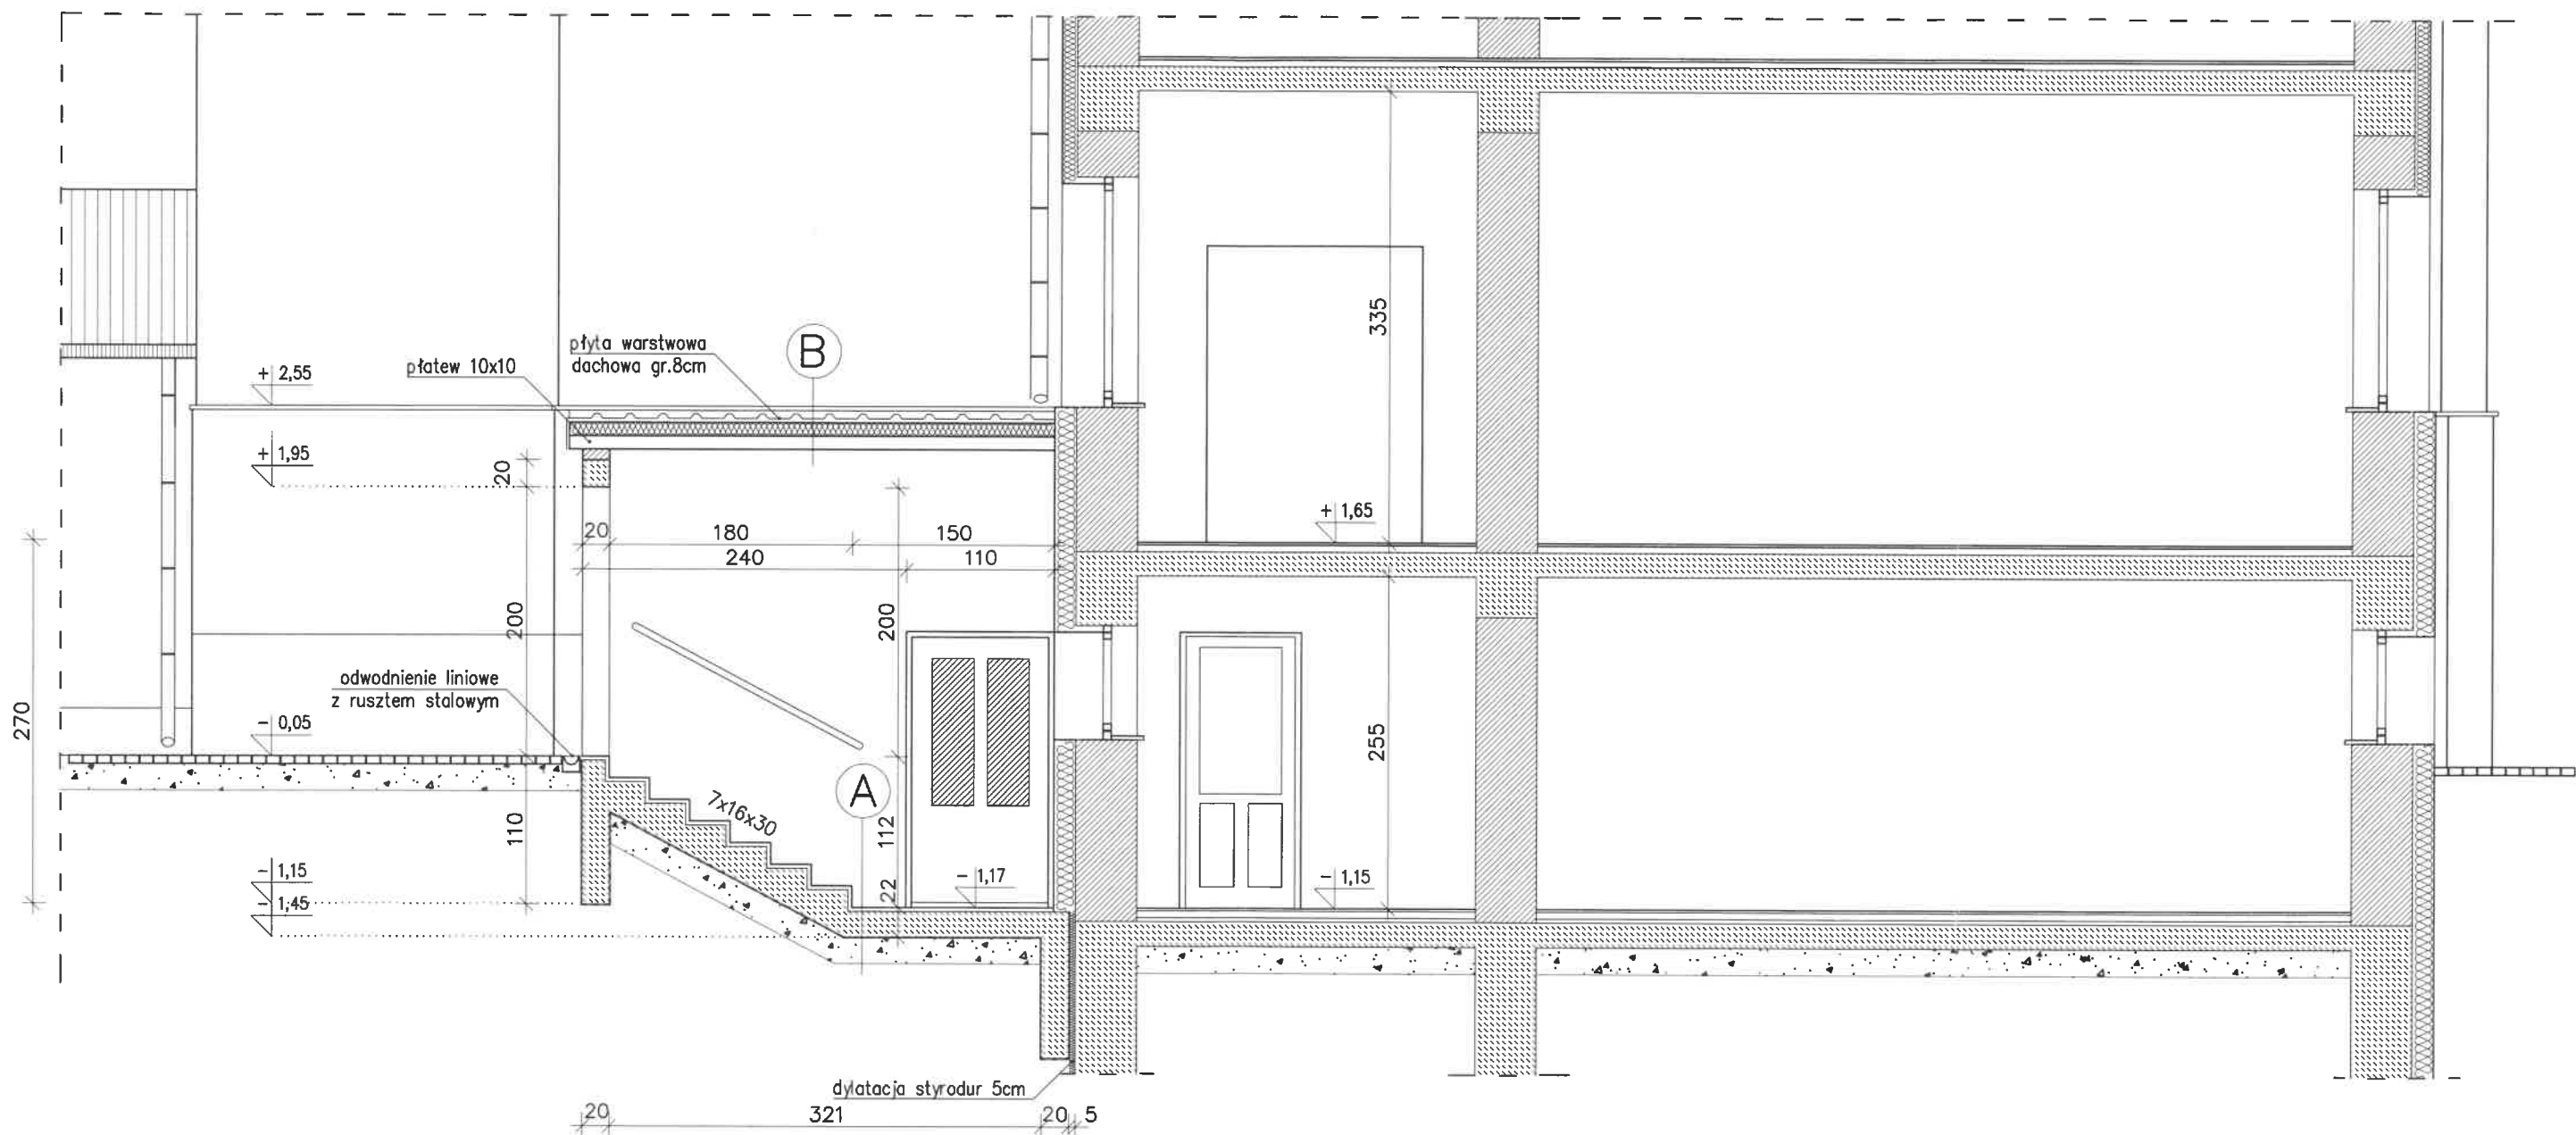 335
płyta warstwowa
dachowa gr.8cm
B
płatew 10x10
+ 2,55
+ 1,95
20
+ 1,65
20
180
150
240
110
200
200
odwodnienie liniowe
z rusztem stalowym
270
- 0,05
255
A
7x16x30
110
112
- 1,15
- 1,17
- 1,15
22
- 1,45
dylatacja styrodur 5cm
20
321
20
5